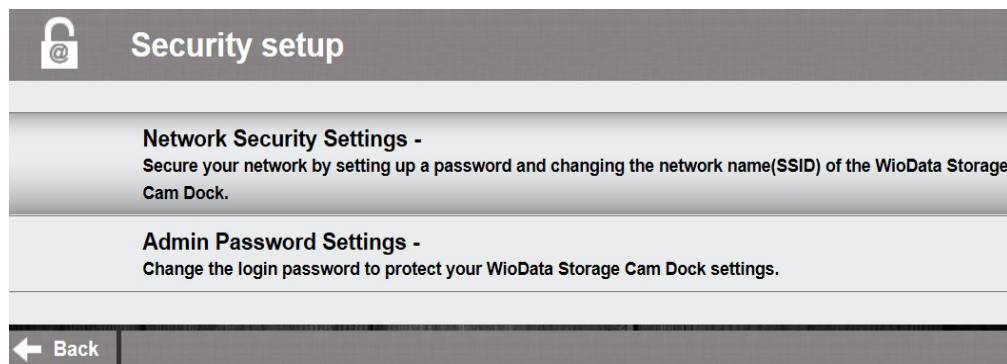 @
Security setup
Network Security Settings -
Secure your network by setting up a password and changing the network name(SSID) of the WioData Storage
Cam Dock.
Admin Password Settings -
Change the login password to protect your WioData Storage Cam Dock settings.
Back